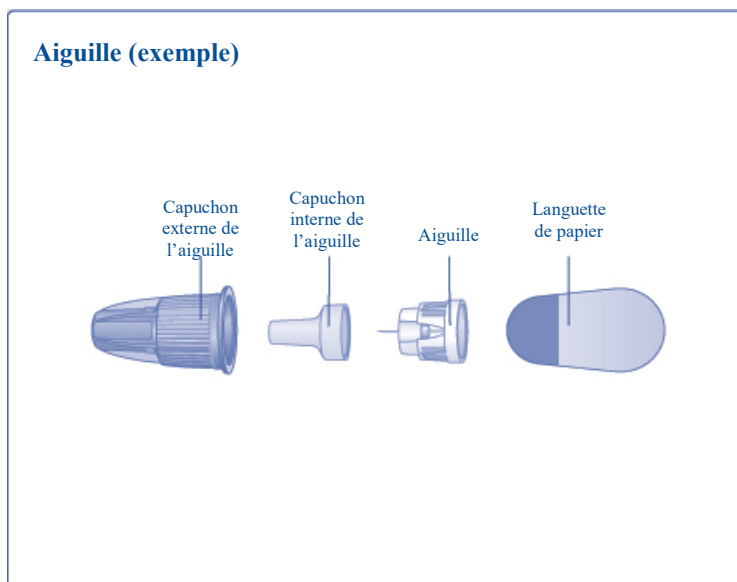 Aiguille (exemple)
Capuchon
externe de
l’aiguille
Capuchon
interne de
l’aiguille
Aiguille
Languette
de papier